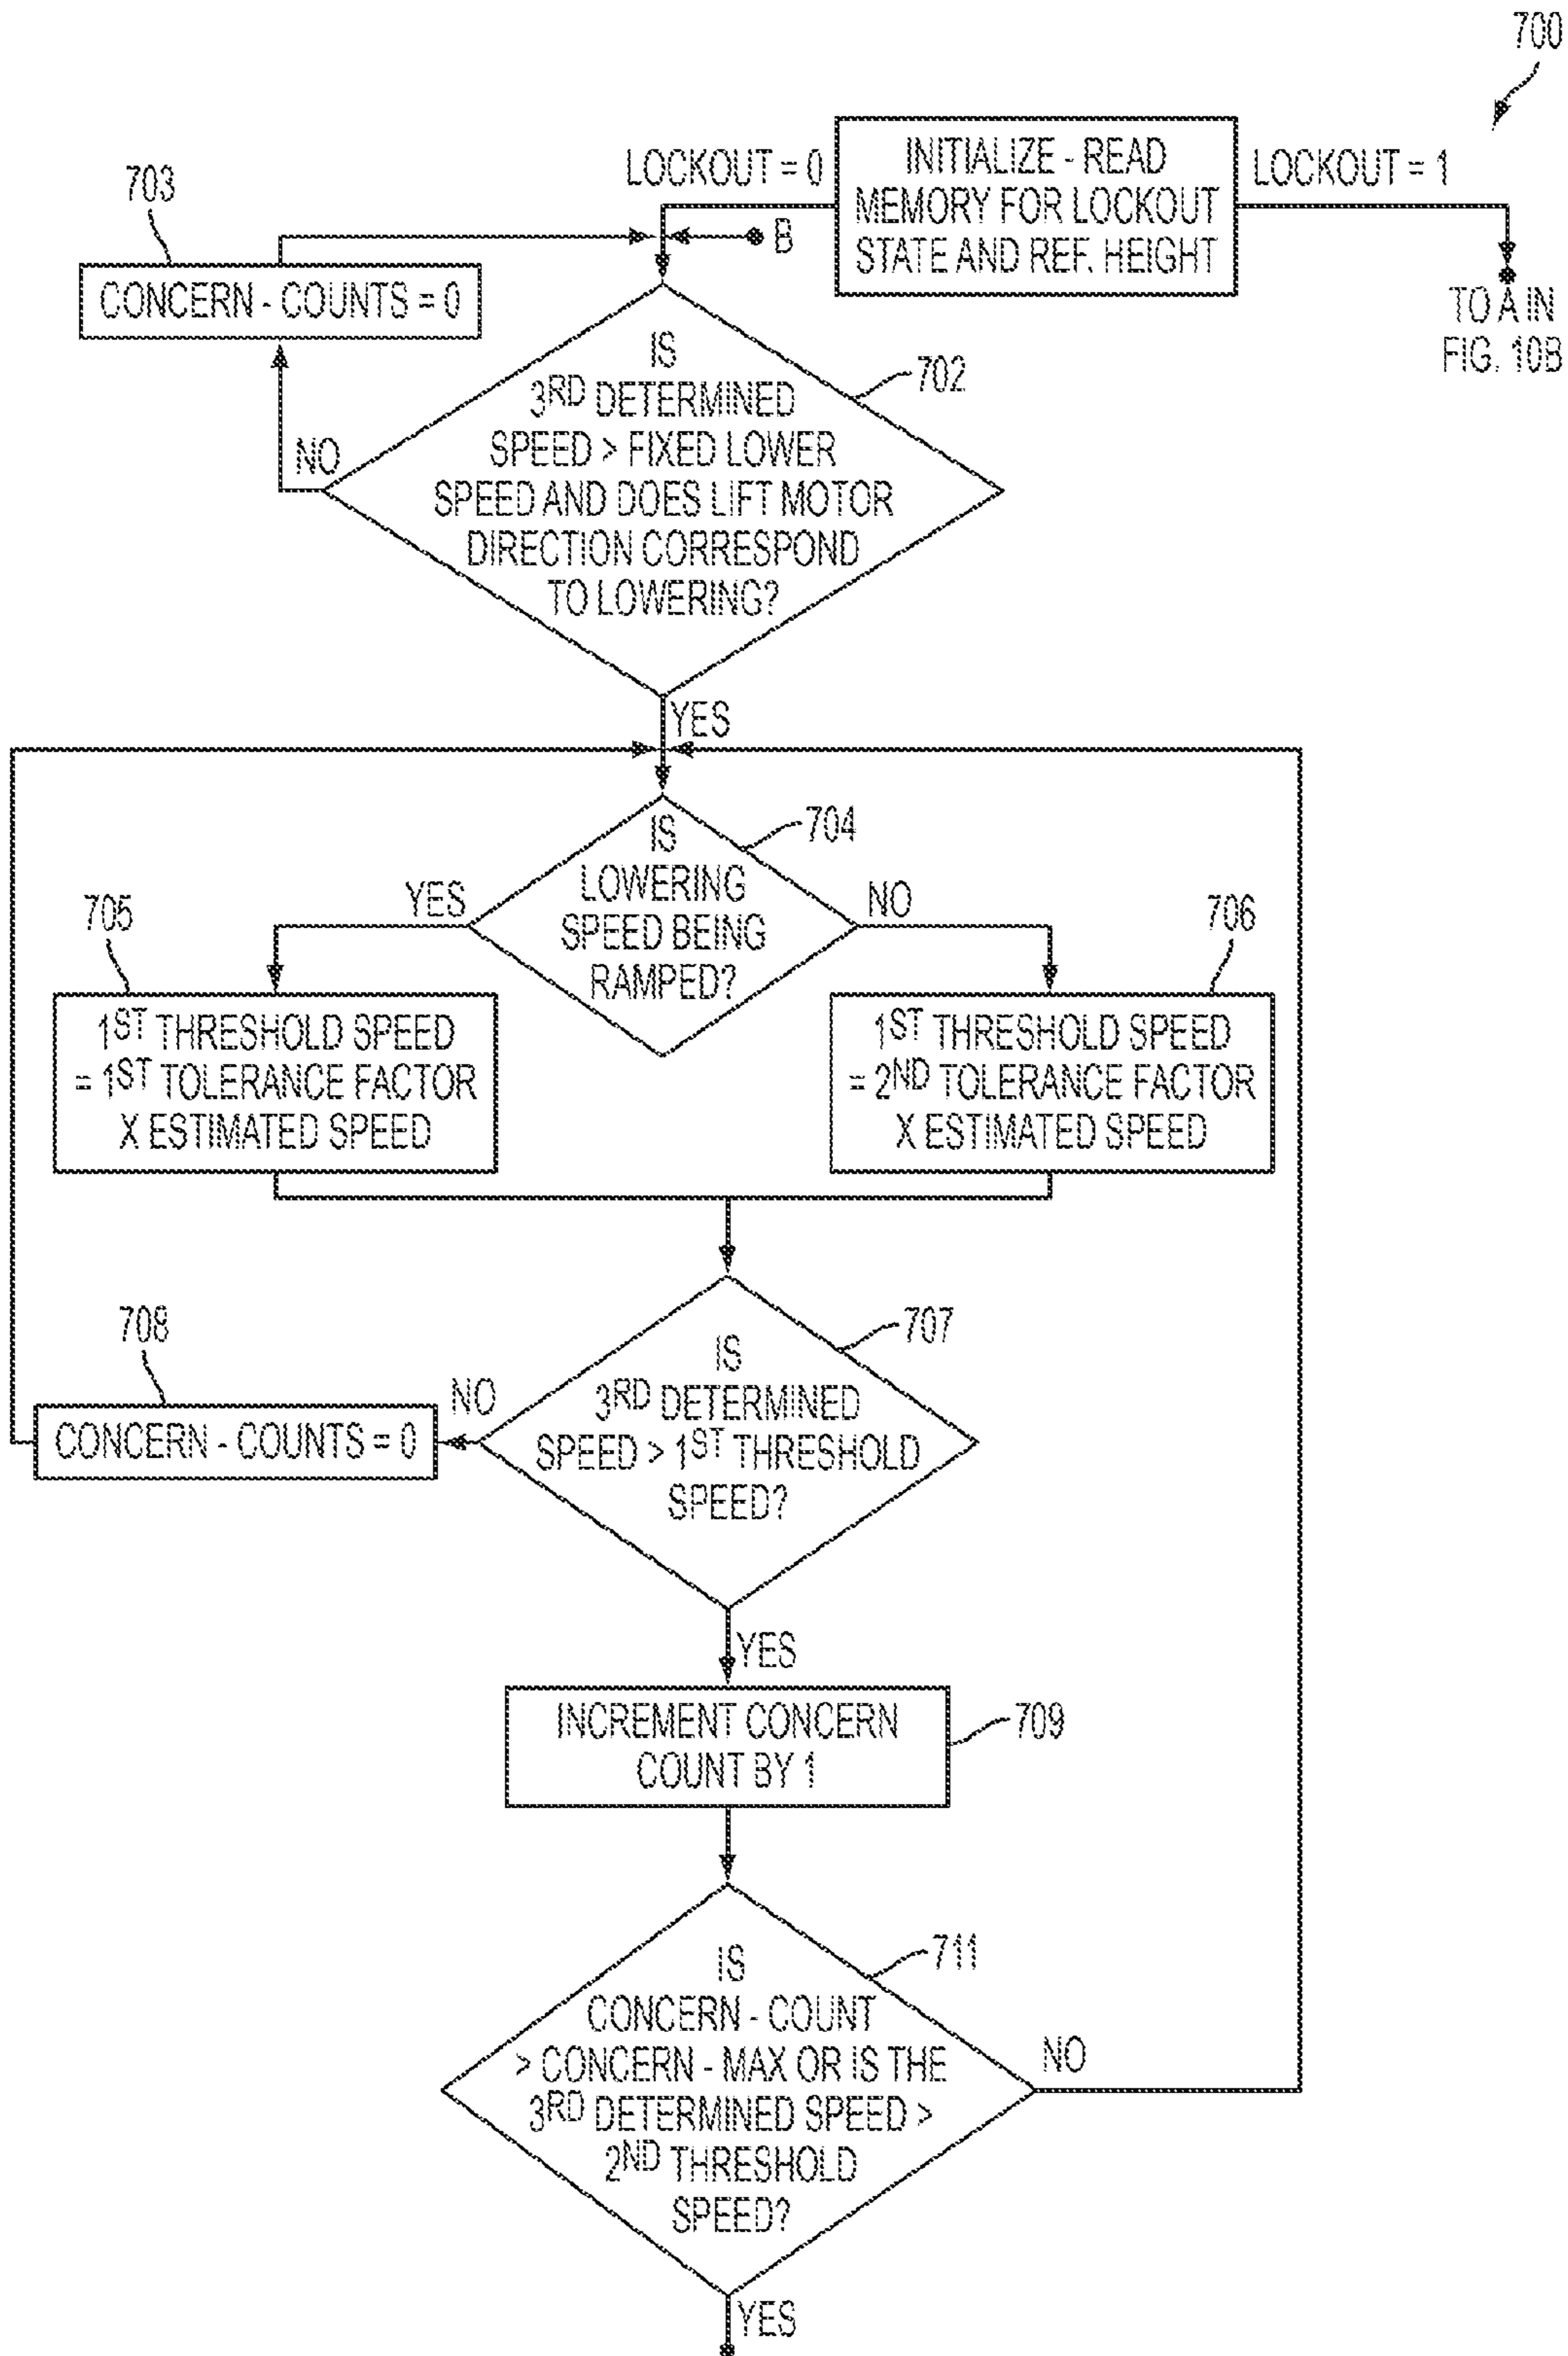 700
LOCKOUT = 0
INITIALIZE - READ
MEMORY FOR LOCKOUT
STATE AND REF. HEIGHT
LOCKOUT = 1
TO A IN
FIG. 10B
703
CONCERN - COUNTS = 0
B
IS
3RD DETERMINED
SPEED > FIXED LOWER
SPEED AND DOES LIFT MOTOR
DIRECTION CORRESPOND
TO LOWERING?
702
NO
YES
IS
LOWERING
SPEED BEING
RAMPED?
704
YES
NO
705
1ST THRESHOLD SPEED
= 1ST TOLERANCE FACTOR
X ESTIMATED SPEED
706
1ST THRESHOLD SPEED
= 2ND TOLERANCE FACTOR
X ESTIMATED SPEED
707
IS
3RD DETERMINED
SPEED > 1ST THRESHOLD
SPEED?
708
NO
CONCERN - COUNTS = 0
YES
INCREMENT CONCERN
COUNT BY 1
709
711
IS
CONCERN - COUNT
> CONCERN - MAX OR IS THE
3RD DETERMINED SPEED >
2ND THRESHOLD
SPEED?
NO
YES